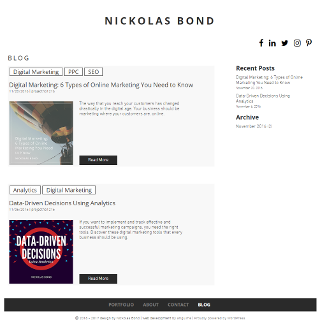 NICKOLAS BOND
BLOG
Digital Marketing PPC SEO
Digital Marketing: 6 Types of Online Marketing You Need to Know
The way that you reach your customers has changed
drastically in the digital age. Your business should be
marketing where your customers are: online.
Read More
Analytics Digital Marketing
Data-Driven Decisions Using Analytics
If you want to implement and track effective and
successful marketing campaigns, you need the right
tools. Discover these digital marketing tools that every
business should be using.
DATA-DRIVEN
DECISIONS
Using Analytics
Read More
Recent Posts
Digital Marketing: 6 Types of Online
Marketing You Need to Know
Data-Driven Decisions Using
Analytics
Archive
November 2016 (2)
PORTFOLIO ABOUT CONTACT BLOG